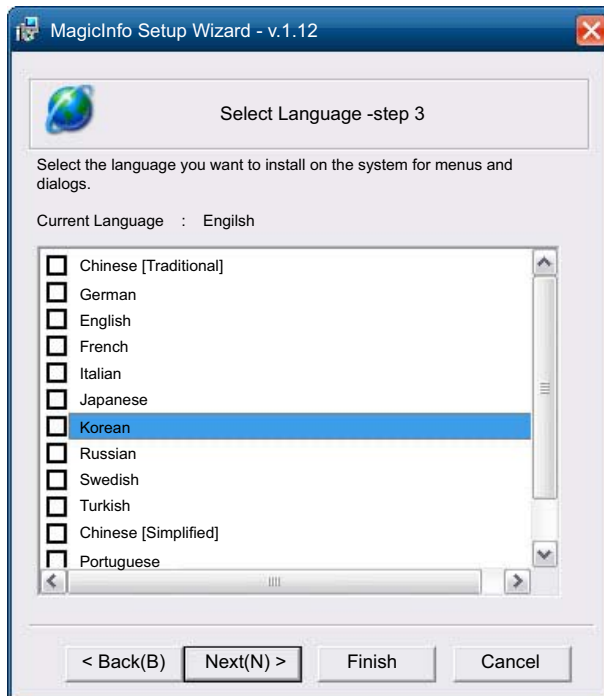 MagicInfo Setup Wizard - v.1.12
Select Language -step 3
Select the language you want to install on the system for menus and
dialogs.
Current Language : Engilsh
Chinese [Traditional]
German
English
French
Italian
Japanese
Korean
Russian
Swedish
Turkish
Chinese [Simplified]
Portuguese
< Back(B) Next(N) > Finish Cancel